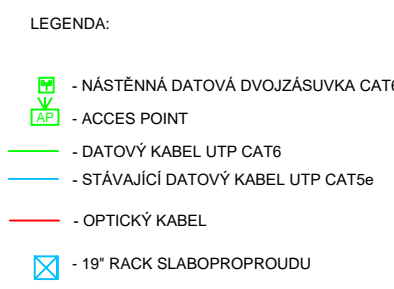 LEGENDA:
- NÁSTĚNNÁ DATOVÁ DVOJZÁSUVKA CAT6
AP - ACCES POINT
- DATOVÝ KABEL UTP CAT6
- STÁVAJÍCÍ DATOVÝ KABEL UTP CAT5e
- OPTICKÝ KABEL
- 19" RACK SLABOPROPROUDU